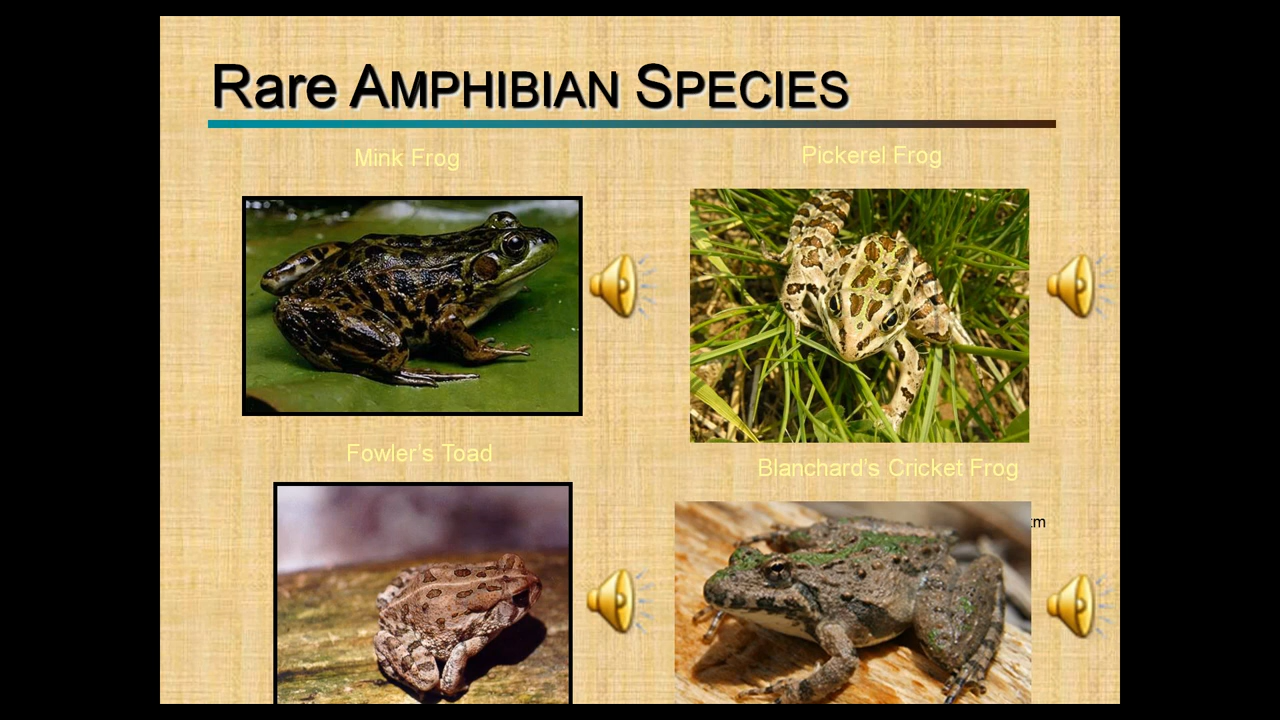 Rare AMPHIBIAN SPECIES
Mink Frog
Pickerel Frog
Fowler's Toad
Blanchard's Cricket Frog